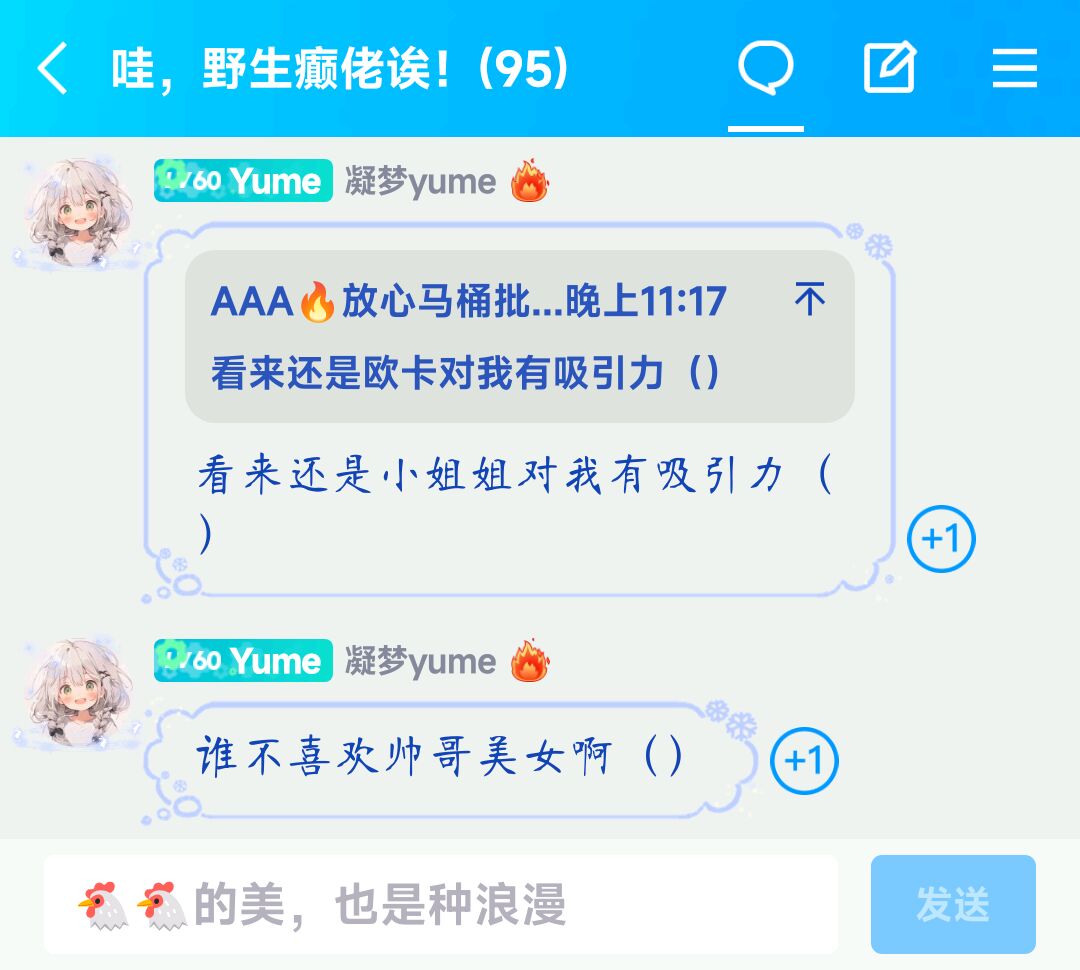 哇，野生癫佬诶！(95)
Yume 凝梦yume
AAA🔥放心马桶批...晚上11:17
看来还是欧卡对我有吸引力（）
看来还是小姐姐对我有吸引力（
）
+1
Yume 凝梦yume
谁不喜欢帅哥美女啊（）
+1
🐔🐔的美，也是种浪漫
发送